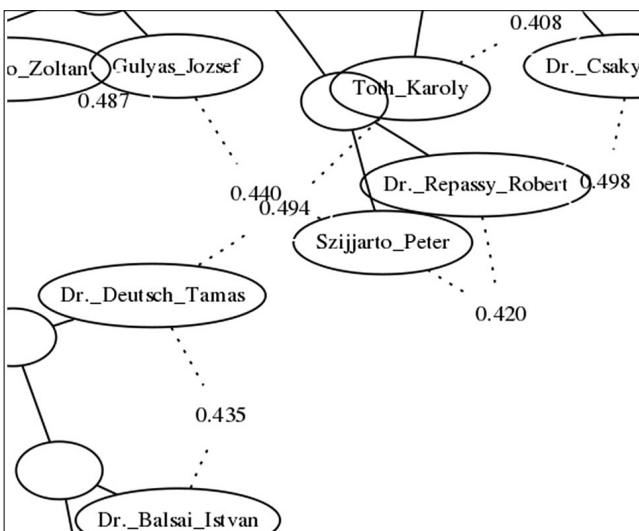 0.408
o_Zoltan
Gulyas_Jozsef
Dr._Csaky
Toth_Karoly
0.487
Dr._Repassy_Robert
0.498
0.440
0.494
Szijjarto_Peter
Dr._Deutsch_Tamas
0.420
0.435
Dr._Balsai_Istvan